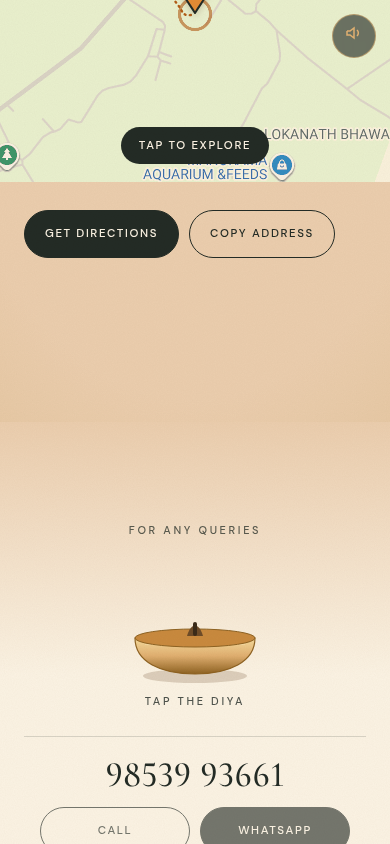 LOKANATH BHAWA
TAP TO EXPLORE
AQUARIUM &FEEDS
GET DIRECTIONS
COPY ADDRESS
FOR ANY QUERIES
TAP THE DIYA
98539 93661
CALL
WHATSAPP